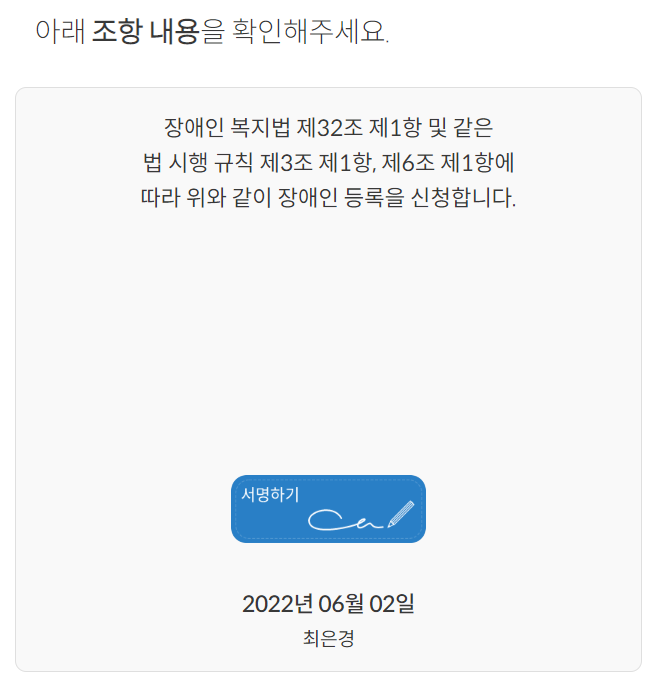 아래 조항 내용을 확인해주세요.
장애인 복지법 제32조 제1항 및 같은
법 시행 규칙 제3조 제1항, 제6조 제1항에
따라 위와 같이 장애인 등록을 신청합니다.
서명하기
2022년 06월 02일
최은경